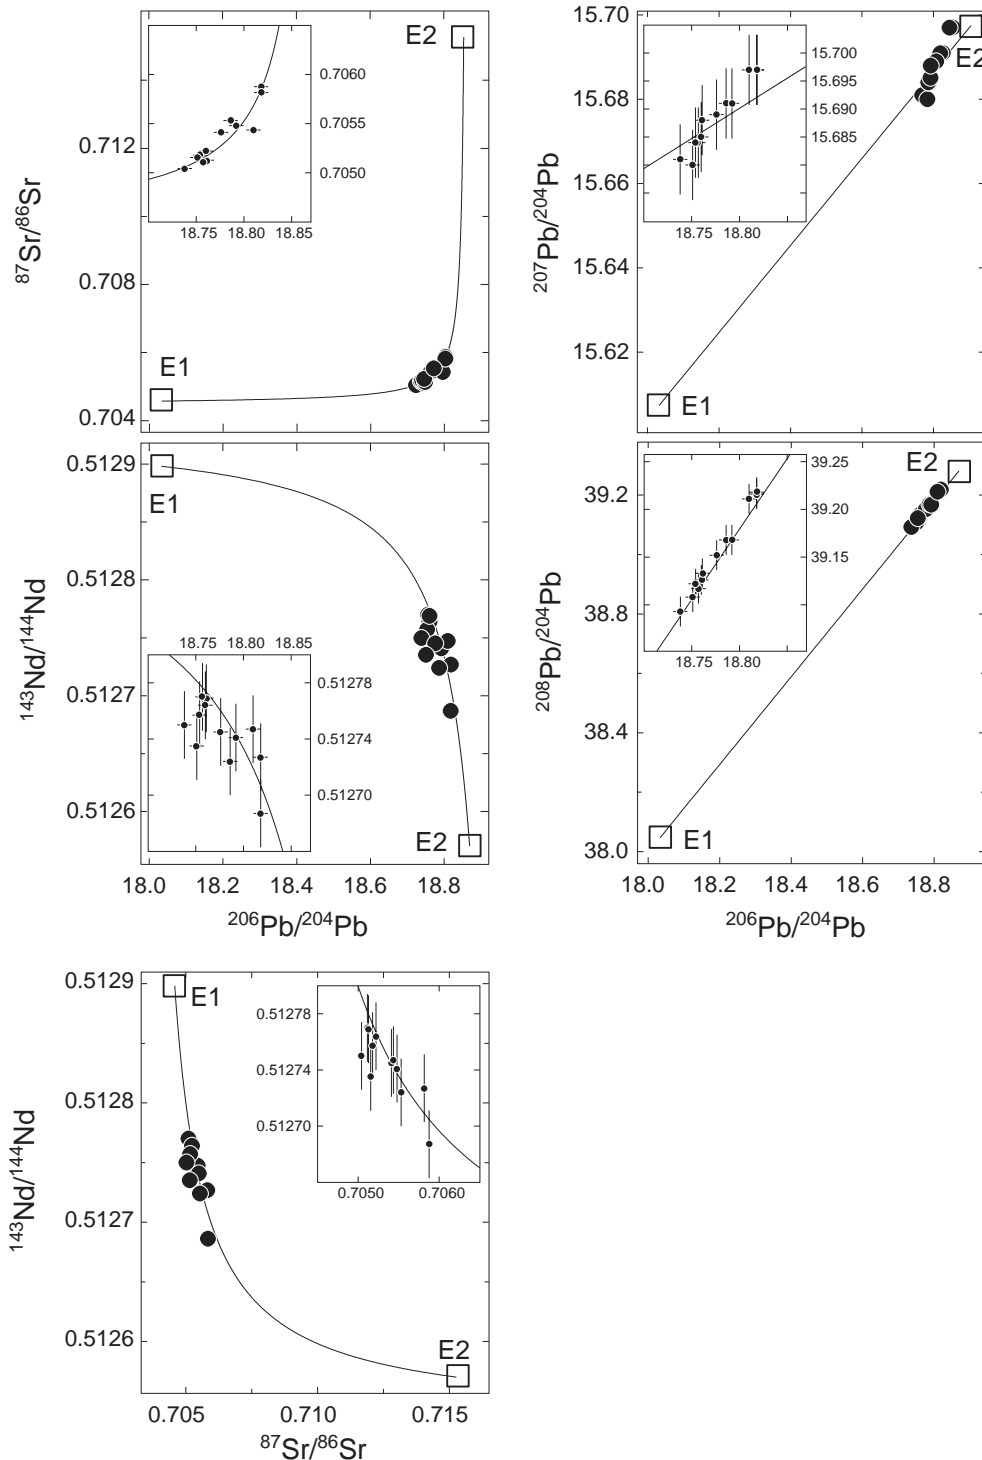 E2
0.712
0.708
0.704
87Sr/86Sr
E1
0.7060
0.7055
0.7050
18.75 18.80 18.85
15.70
15.68
15.66
15.64
15.62
207Pb/204Pb
E2
E1
15.700
15.695
15.690
15.685
18.75 18.80
0.5129
0.5128
0.5127
0.5126
143Nd/144Nd
E1
E2
18.75 18.80 18.85
0.51278
0.51274
0.51270
18.0 18.2 18.4 18.6 18.8
206Pb/204Pb
39.2
38.8
38.4
38.0
208Pb/204Pb
E2
E1
39.25
39.20
39.15
18.75 18.80
18.0 18.2 18.4 18.6 18.8
206Pb/204Pb
0.5129
0.5128
0.5127
0.5126
143Nd/144Nd
E1
E2
0.51278
0.51274
0.51270
0.7050 0.7060
0.705 0.710 0.715
87Sr/86Sr